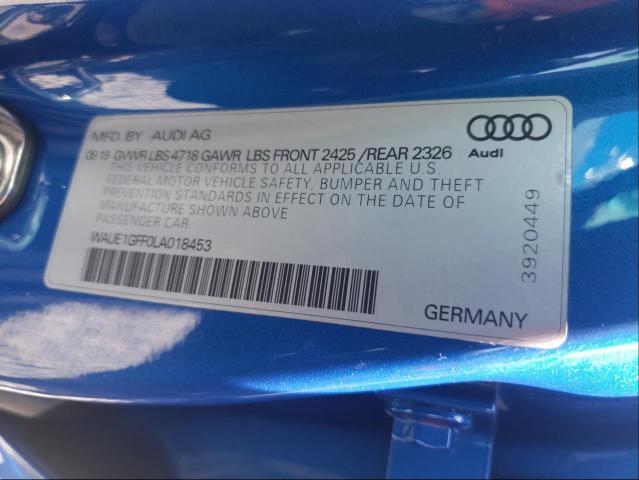 MFD. BY AUDI AG
09 19 GVWR LBS 4718 GAWR LBS FRONT 2425 /REAR 2326
THIS VEHICLE CONFORMS TO ALL APPLICABLE U.S.
FEDERAL MOTOR VEHICLE SAFETY, BUMPER AND THEFT
PREVENTION STANDARDS IN EFFECT ON THE DATE OF
MANUFACTURE SHOWN ABOVE
PASSENGER CAR
WAUE1GFF0LA018453
GERMANY
Audi
3920449